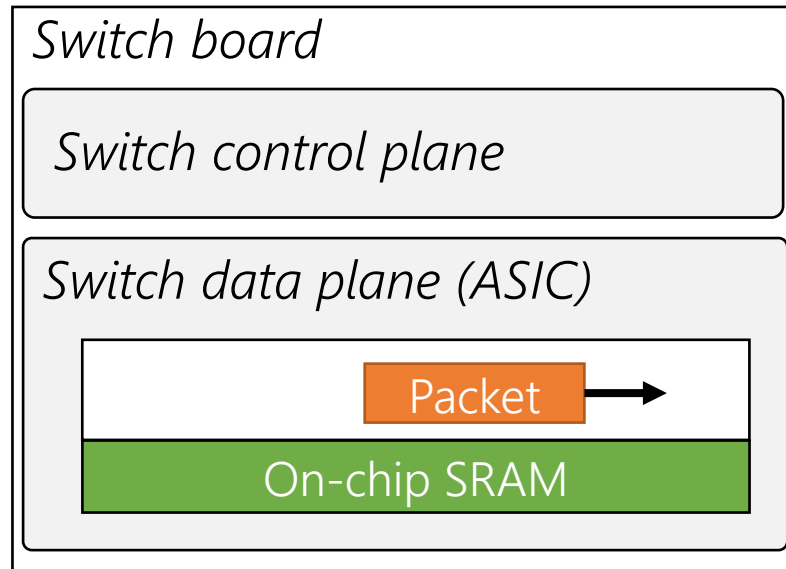 Switch board
Switch control plane
Switch data plane (ASIC)
Packet
On-chip SRAM